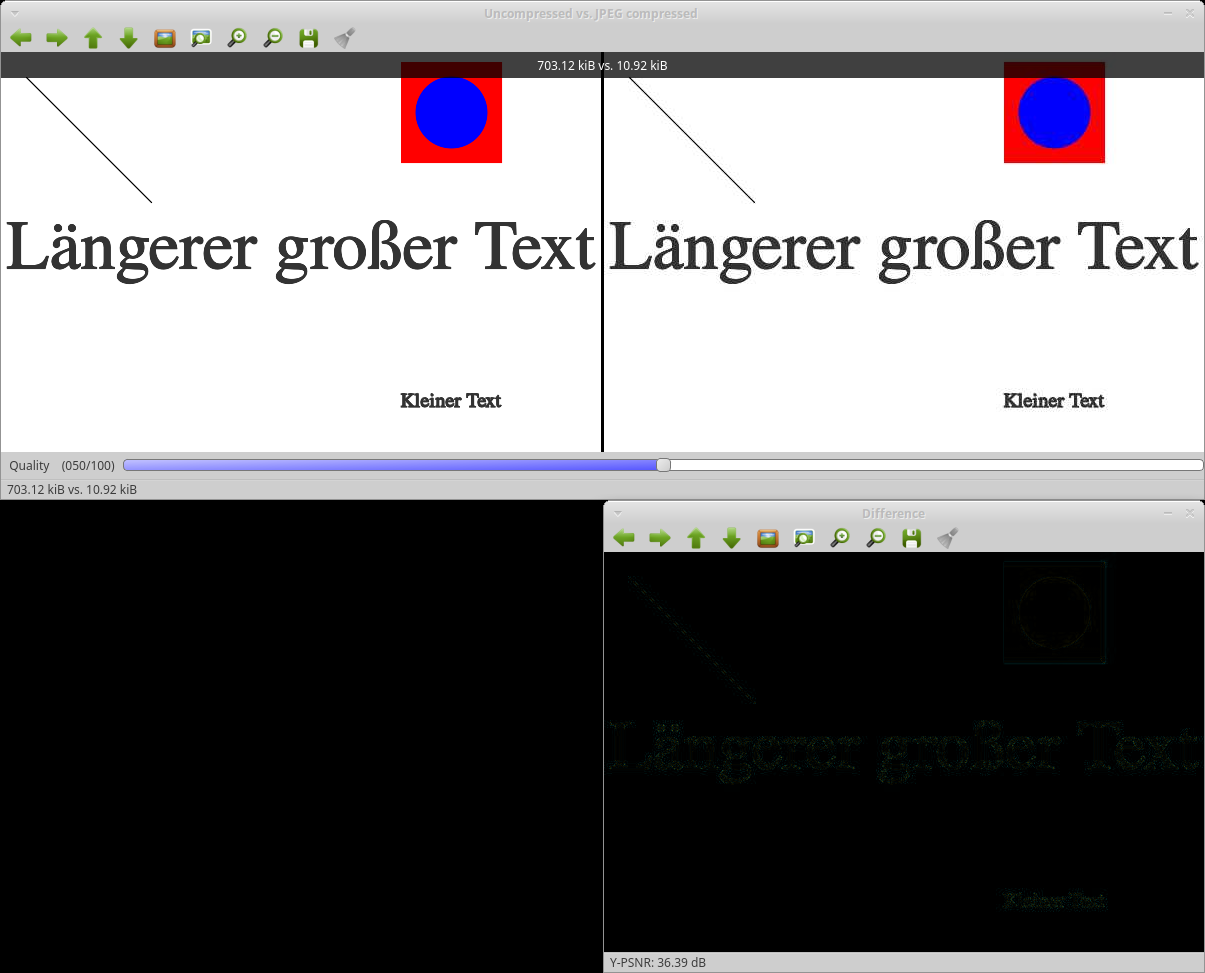 Uncompressed vs. JPEG compressed
703.12 kiB vs. 10.92 kiB
Längerer großer Text Längerer großer Text
Kleiner Text Kleiner Text
Quality (050/100)
703.12 kiB vs. 10.92 kiB
Difference
Längerer großer Text
Kleiner Text
Y-PSNR: 36.39 dB